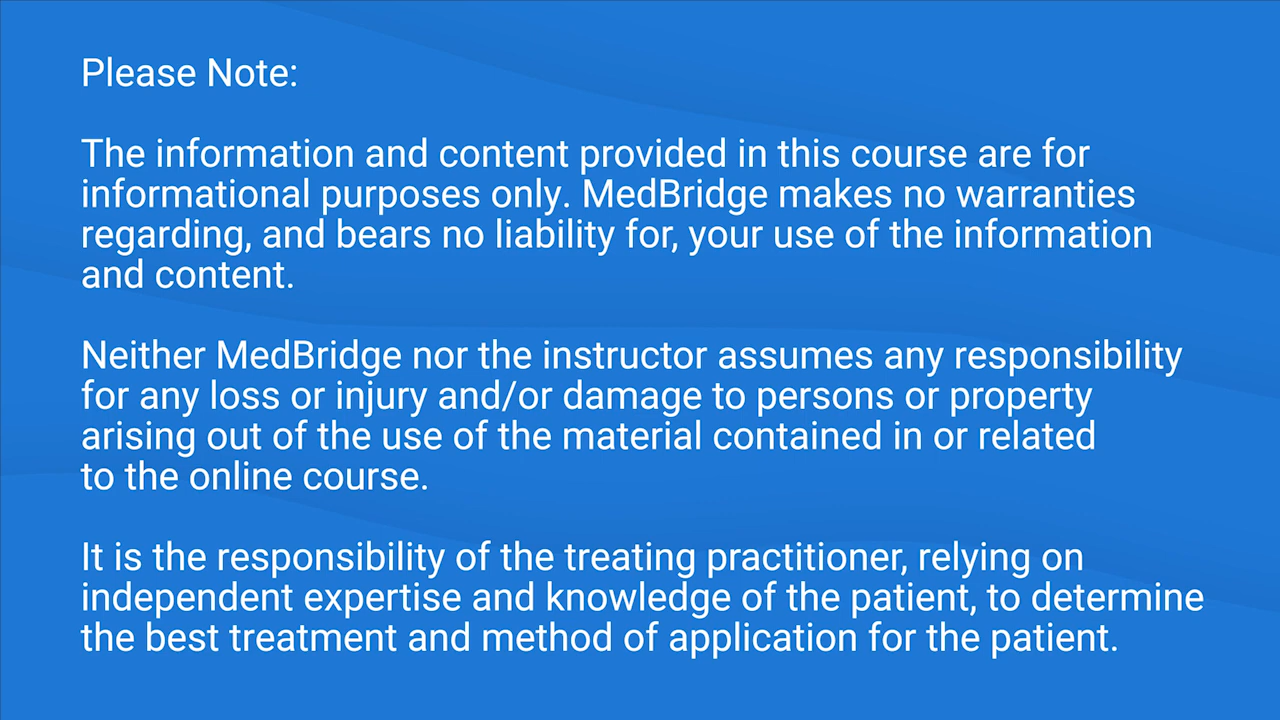 Please Note:
The information and content provided in this course are for
informational purposes only. MedBridge makes no warranties
regarding, and bears no liability for, your use of the information
and content.
Neither MedBridge nor the instructor assumes any responsibility
for any loss or injury and/or damage to persons or property
arising out of the use of the material contained in or related
to the online course.
It is the responsibility of the treating practitioner, relying on
independent expertise and knowledge of the patient, to determine
the best treatment and method of application for the patient.